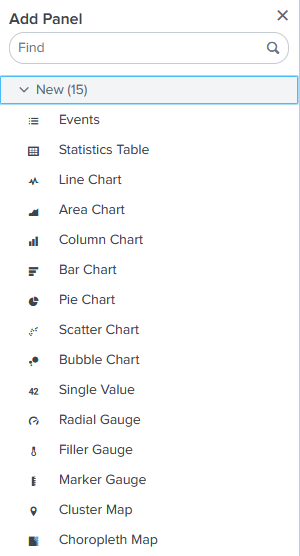 Add Panel
Find
New (15)
Events
Statistics Table
Line Chart
Area Chart
Column Chart
Bar Chart
Pie Chart
Scatter Chart
Bubble Chart
42 Single Value
Radial Gauge
Filler Gauge
Marker Gauge
Cluster Map
Choropleth Map